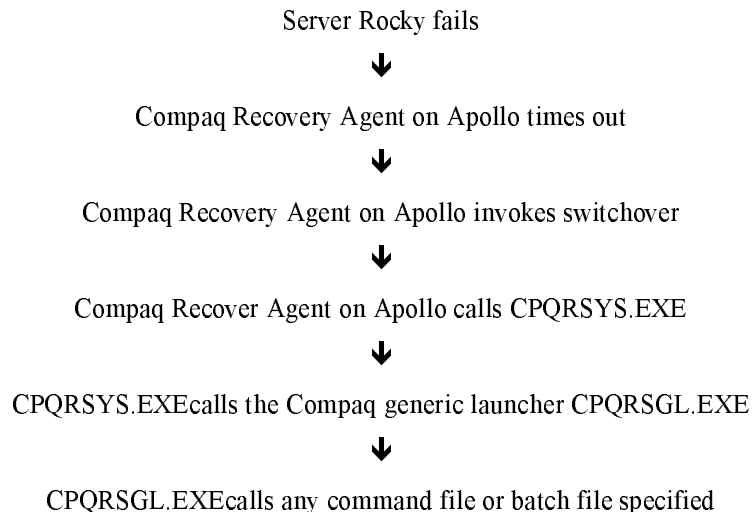 Server Rocky fails
Compaq Recovery Agent on Apollo times out
Compaq Recovery Agent on Apollo invokes switchover
Compaq Recover Agent on Apollo calls CPQRSYS.EXE
CPQRSYS.EXEcalls the Compaq generic launcher CPQRSGL.EXE
CPQRSGL.EXEcalls any command file or batch file specified